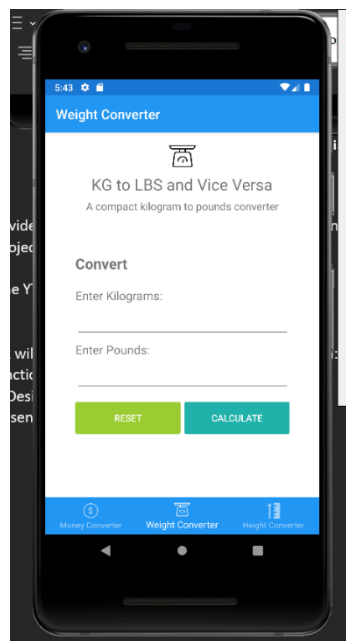 5:43
Weight Converter
KG to LBS and Vice Versa
A compact kilogram to pounds converter
Convert
Enter Kilograms:
Enter Pounds:
RESET CALCULATE
Money Converter Weight Converter Height Converter